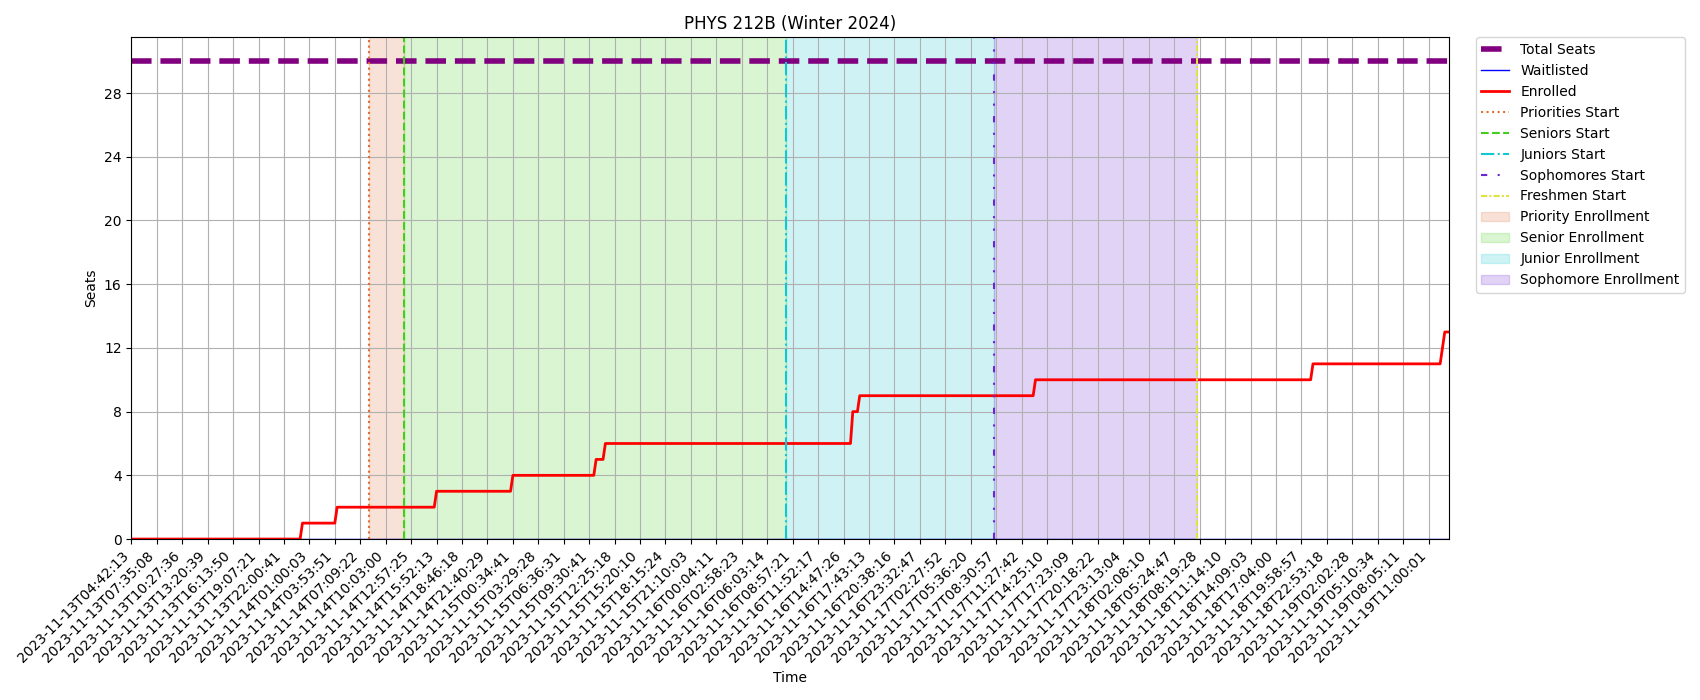 PHYS 212B (Winter 2024)
Total Seats
Waitlisted
Enrolled
Priorities Start
Seniors Start
Juniors Start
Sophomores Start
Freshmen Start
Priority Enrollment
Senior Enrollment
Junior Enrollment
Sophomore Enrollment
Seats
28
24
20
16
12
8
4
0
2023-11-13T04:42:13
2023-11-13T07:35:08
2023-11-13T10:27:36
2023-11-13T13:20:39
2023-11-13T16:13:50
2023-11-13T19:07:21
2023-11-13T22:00:41
2023-11-14T01:00:03
2023-11-14T03:53:51
2023-11-14T07:09:22
2023-11-14T10:03:00
2023-11-14T12:57:25
2023-11-14T15:52:13
2023-11-14T18:46:18
2023-11-14T21:40:29
2023-11-15T00:34:41
2023-11-15T03:29:28
2023-11-15T06:36:31
2023-11-15T09:30:41
2023-11-15T12:25:18
2023-11-15T15:20:10
2023-11-15T18:15:24
2023-11-15T21:10:03
2023-11-16T00:04:11
2023-11-16T02:58:23
2023-11-16T06:03:14
2023-11-16T08:57:21
2023-11-16T11:52:17
2023-11-16T14:47:26
2023-11-16T17:43:13
2023-11-16T20:38:16
2023-11-16T23:32:47
2023-11-17T02:27:52
2023-11-17T05:36:20
2023-11-17T08:30:57
2023-11-17T11:27:42
2023-11-17T14:25:10
2023-11-17T17:23:09
2023-11-17T20:18:22
2023-11-17T23:13:04
2023-11-18T02:08:10
2023-11-18T05:24:47
2023-11-18T08:19:28
2023-11-18T11:14:10
2023-11-18T14:09:03
2023-11-18T17:04:00
2023-11-18T19:58:57
2023-11-18T22:53:18
2023-11-19T02:02:28
2023-11-19T05:10:34
2023-11-19T08:05:11
2023-11-19T11:00:01
Time